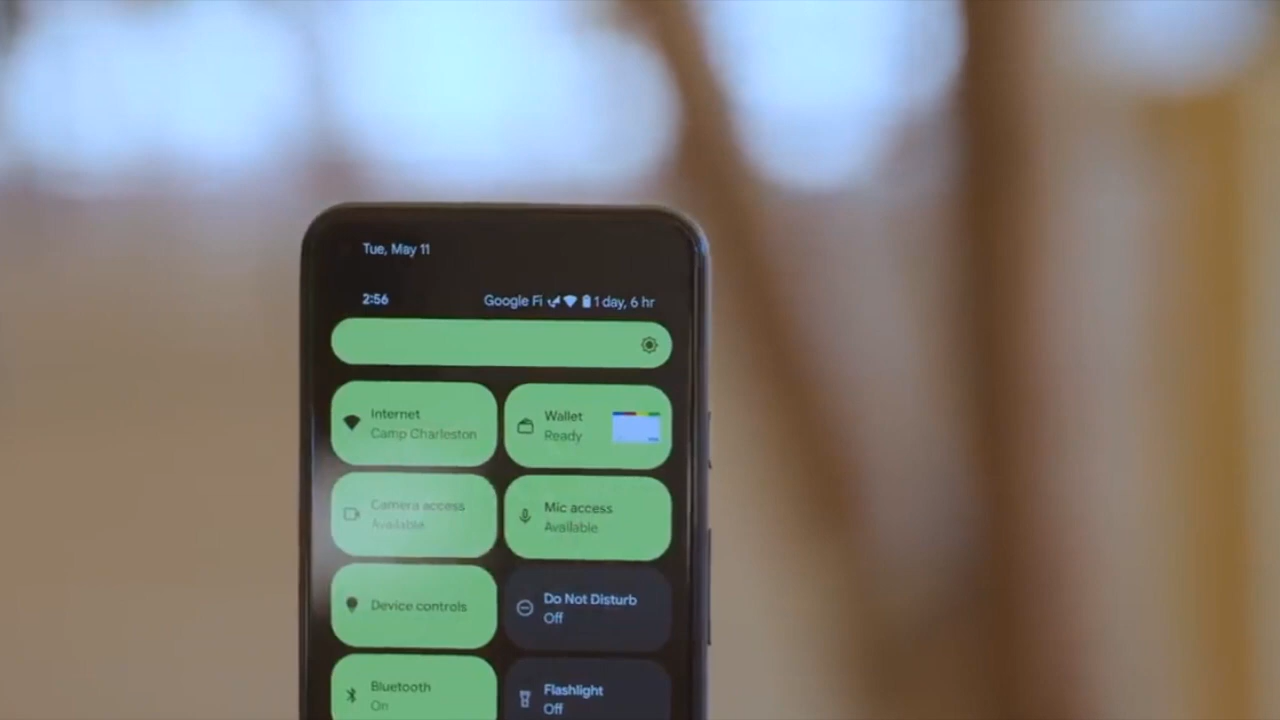 Tue, May 11
2:56
Google Fi 1 day, 6 hr
Internet
Camp Charleston
Wallet
Ready
Camera access
Available
Mic access
Available
Device controls
Do Not Disturb
Off
Bluetooth
On
Flashlight
Off